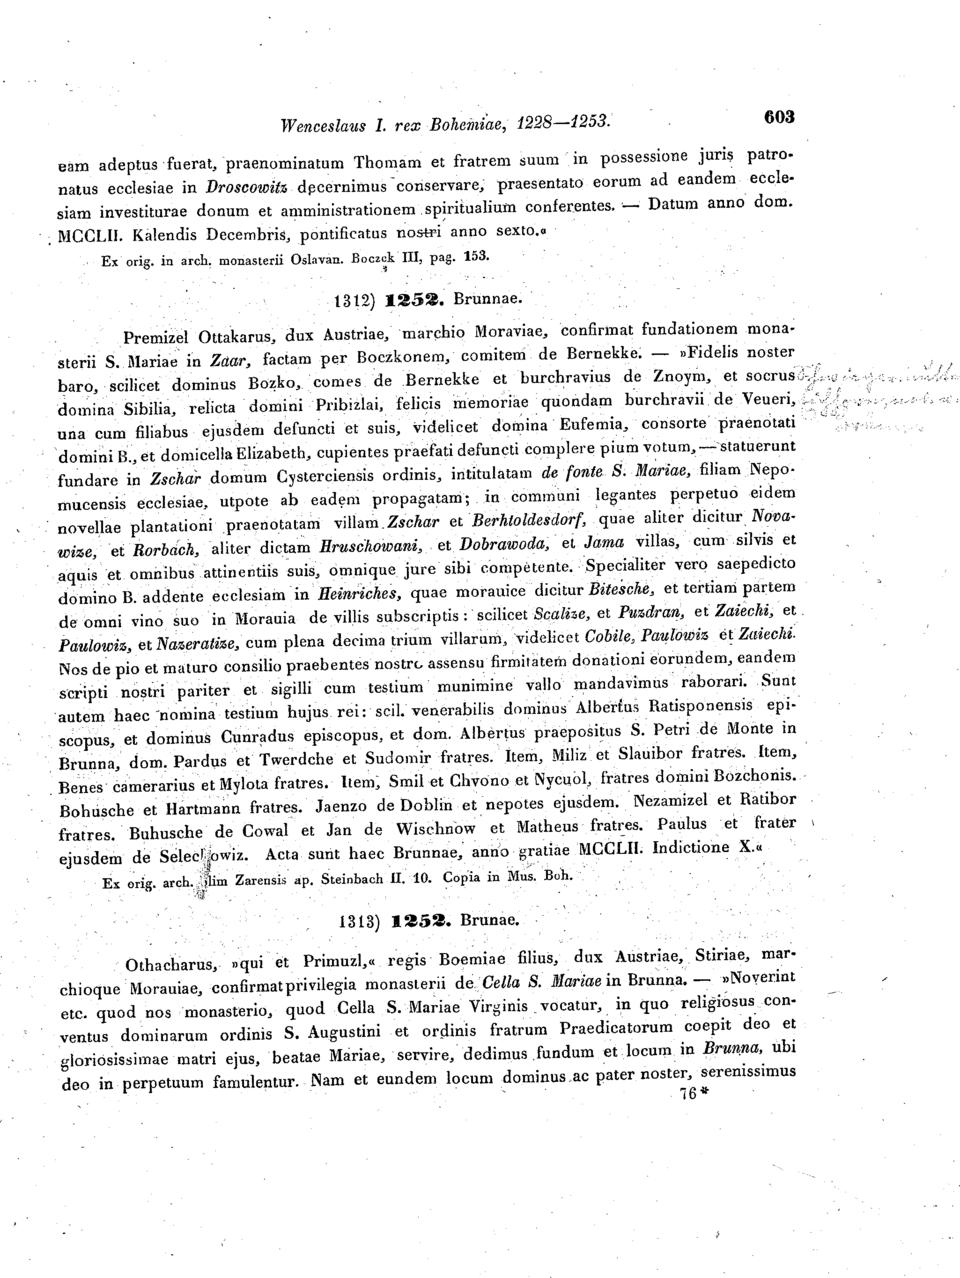 Wenceslaus I. rex Bohemiae, 1228—1253. 603
eam adeptus fuerat, praenominatum Thomam et fratrem suum in possessione juris patro-
natus ecclesiae in Droscowitz decernimus conservare, praesentato eorum ad eandem eccle-
siam investiturae donum et amministrationem spiritualium conferentes. — Datum anno dom.
MCCLII. Kalendis Decembris, pontificatus nostri anno sexto.«
Ex orig. in arch. monasterii Oslavan. Boczek III, pag. 153.
1312) 1252. Brunnae.
Premizel Ottakarus, dux Austriae, marchio Moraviae, confirmat fundationem mona-
sterii S. Mariae in Zaar, factam per Boczkonem, comitem de Bernekke. — »Fidelis noster
baro, scilicet dominus Bozko, comes de Bernekke et burchravius de Znoym, et socrus
domina Sibilia, relicta domini Pribizlai, felicis memoriae quondam burchravii de Veueri,
una cum filiabus ejusdem defuncti et suis, videlicet domina Eufemia, consorte praenotati
domini B., et domicella Elizabeth, cupientes praefati defuncti complere pium votum, — statuerunt
fundare in Zschar domum Cysterciensis ordinis, intitulatam de fonte S. Mariae, filiam Nepo-
mucensis ecclesiae, utpote ab eadem propagatam; in communi legantes perpetuo eidem
novellae plantationi praenotatam villam Zschar et Berhtoldesdorf, quae aliter dicitur Nova-
wize, et Rorbach, aliter dictam Hruschowani, et Dobrawoda, et Jama villas, cum silvis et
aquis et omnibus attinentiis suis, omnique jure sibi competente. Specialiter vero saepedicto
domino B. addente ecclesiam in Heinriches, quae morauice dicitur Bitesche, et tertiam partem
de omni vino suo in Morauia de villis subscriptis: scilicet Scalize, et Puzdran, et Zaiechi, et
Paulowiz, et Nazeratize, cum plena decima trium villarum, videlicet Cobile, Paulowiz et Zaiechi.
Nos de pio et maturo consilio praebentes nostro assensu firmitatem donationi eorundem, eandem
scripti nostri pariter et sigilli cum testium munimine vallo mandavimus raborari. Sunt
autem haec nomina testium hujus rei: scil. venerabilis dominus Albertus Ratisponensis epi-
scopus, et dominus Cunradus episcopus, et dom. Albertus praepositus S. Petri de Monte in
Brunna, dom. Pardus et Twerdche et Sudomir fratres. Item, Miliz et Slauibor fratres. Item,
Benes camerarius et Mylota fratres. Item, Smil et Chvono et Nycuol, fratres domini Bozchonis.
Bohusche et Hartmann fratres. Jaenzo de Doblin et nepotes ejusdem. Nezamizel et Ratibor
fratres. Buhusche de Cowal et Jan de Wischnow et Matheus fratres. Paulus et frater
ejusdem de Selechowiz. Acta sunt haec Brunnae, anno gratiae MCCLII. Indictione X.«
Ex orig. arch. olim Zarensis ap. Steinbach II. 10. Copia in Mus. Boh.
1313) 1252. Brunae.
Othacharus, »qui et Primuzl,« regis Boemiae filius, dux Austriae, Stiriae, mar-
chioque Morauiae, confirmat privilegia monasterii de Cella S. Mariae in Brunna. — »Noverint
etc. quod nos monasterio, quod Cella S. Mariae Virginis vocatur, in quo religiosus con-
ventus dominarum ordinis S. Augustini et ordinis fratrum Praedicatorum coepit deo et
gloriosissimae matri ejus, beatae Mariae, servire, dedimus fundum et locum in Brunna, ubi
deo in perpetuum famulentur. Nam et eundem locum dominus ac pater noster, serenissimus
76*